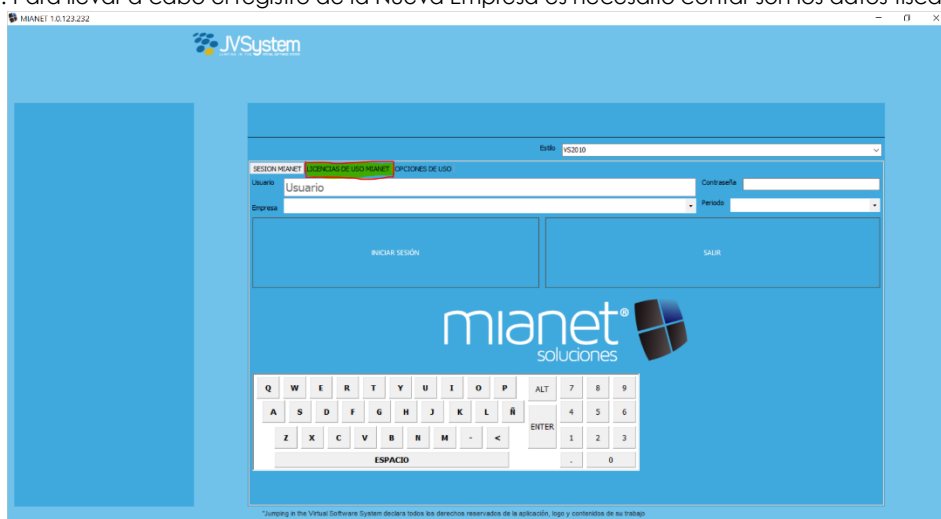 . Para llevar a cabo el registro de la Nueva Empresa es necesario contar son los datos fisca
MIANET 1.0.123.232
JVSystem
Estilo VS2010
SESION MIANET LICENCIAS DE USO MIANET OPCIONES DE USO
Usuario Usuario Contraseña
Empresa Periodo
INICIAR SESIÓN SALIR
mianet®
soluciones
Q W E R T Y U I O P ALT 7 8 9
A S D F G H J K L Ñ 4 5 6
ENTER
Z X C V B N M - < 1 2 3
ESPACIO . 0
"Jumping in the Virtual Software System declara todos los derechos reservados de la aplicación, logo y contenidos de su trabajo